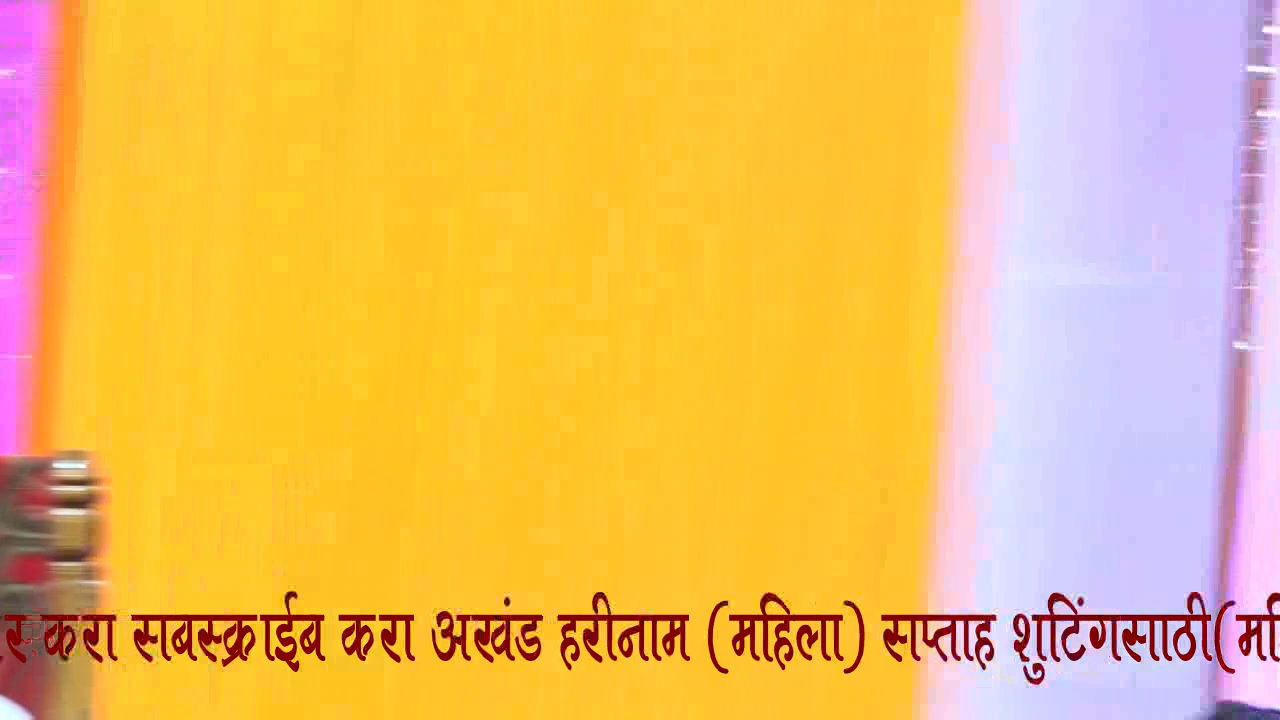 करा सबस्क्राईब करा अखंड हरीनाम (महिला) सप्ताह शुटिंगसाठी(